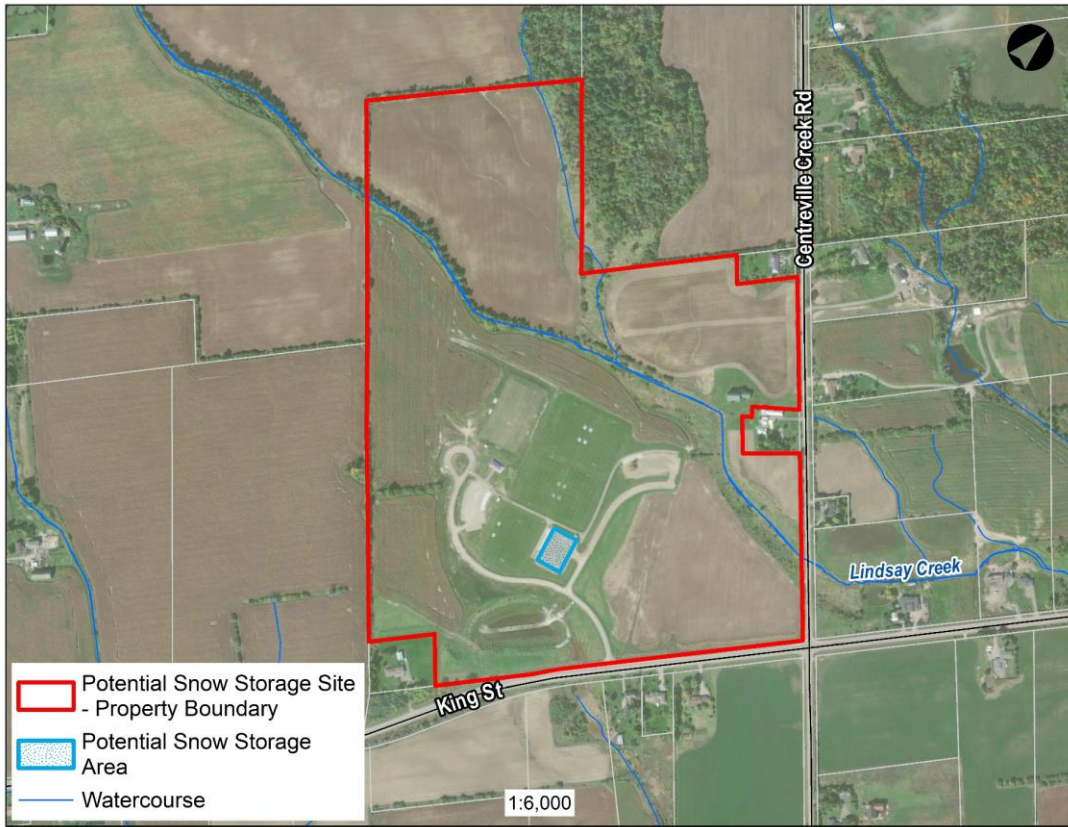 Centreville Creek Rd
Lindsay Creek
King St
Potential Snow Storage Site
- Property Boundary
Potential Snow Storage
Area
Watercourse
1:6,000